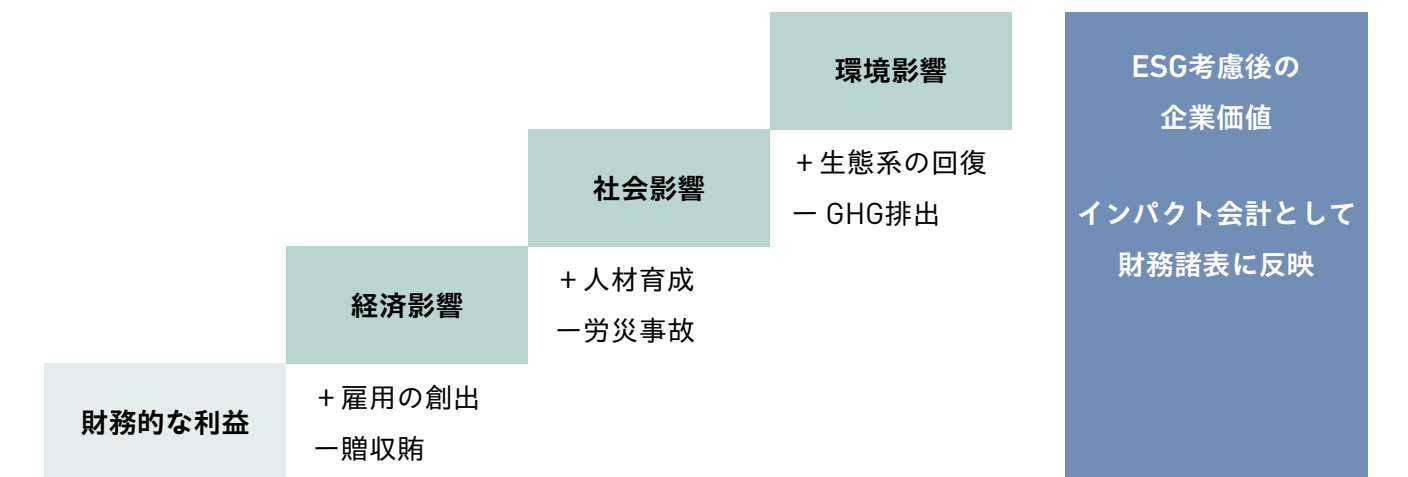 環境影響
＋生態系の回復
ー GHG排出
社会影響
＋人材育成
ー労災事故
経済影響
＋雇用の創出
ー贈収賄
財務的な利益
ESG考慮後の
企業価値
インパクト会計として
財務諸表に反映